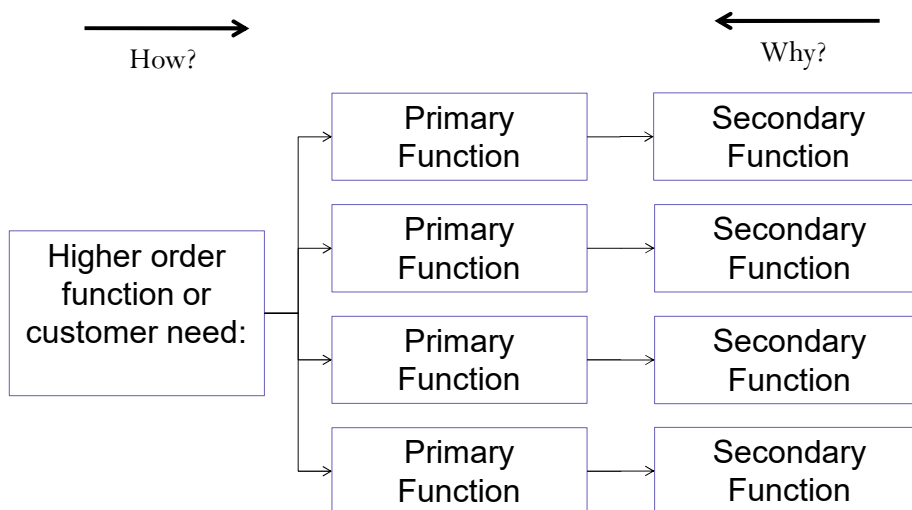 How?
Why?
Primary
Function
Secondary
Function
Primary
Function
Secondary
Function
Higher order
function or
customer need:
Primary
Function
Secondary
Function
Primary
Function
Secondary
Function